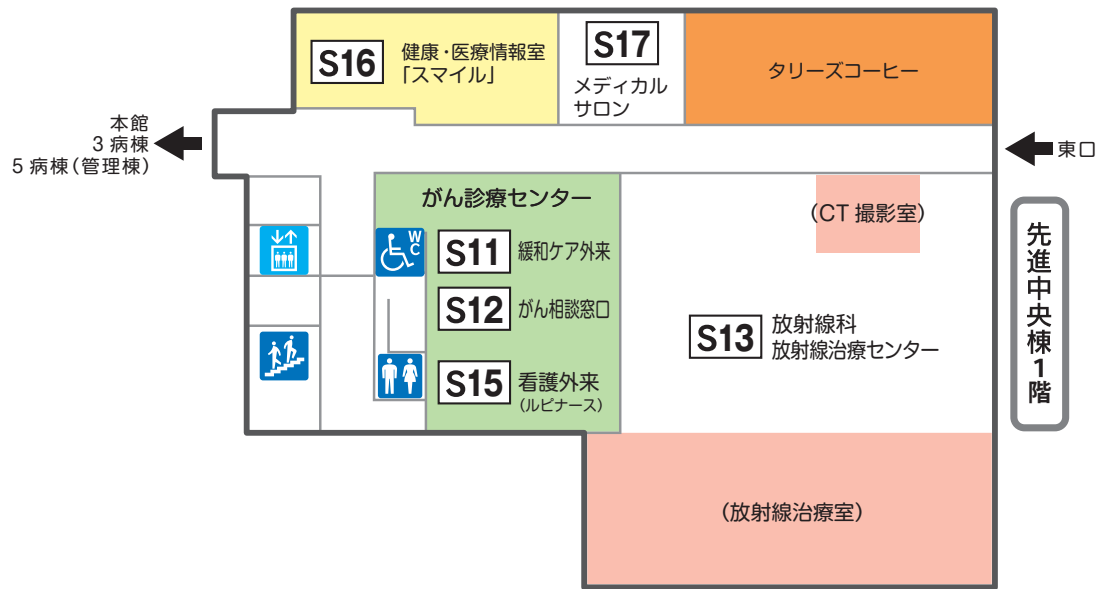 S16
健康・医療情報室
「スマイル」
S17
メディカル
サロン
タリーズコーヒー
本館
3 病棟
5 病棟(管理棟)
東口
がん診療センター
(CT 撮影室)
WC
S11 緩和ケア外来
S12 がん相談窓口
S13
放射線科
放射線治療センター
S15 看護外来
(ルピナース)
(放射線治療室)
先進中央棟1階